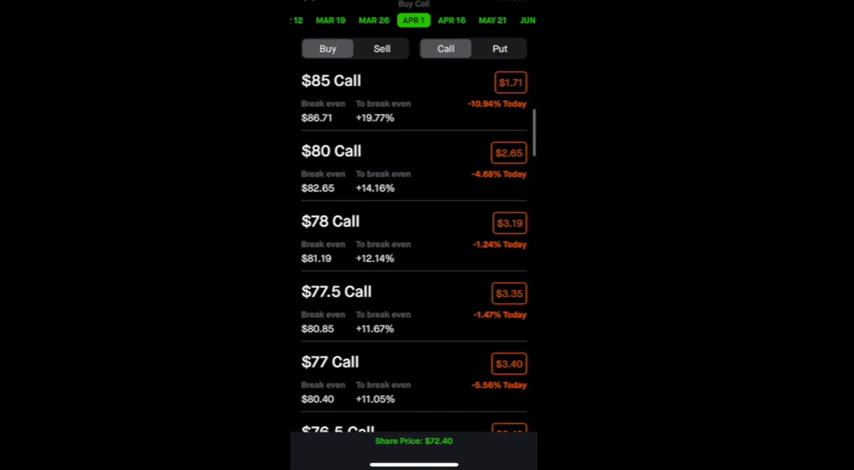 Buy Call
12 MAR 19 MAR 26 APR 1 APR 16 MAY 21 JUN
Buy Sell Call Put
$85 Call $1.71
Break even To break even -10.94% Today
$86.71 +19.77%
$80 Call $2.65
Break even To break even -4.68% Today
$82.65 +14.16%
$78 Call $3.19
Break even To break even -1.24% Today
$81.19 +12.14%
$77.5 Call $3.35
Break even To break even -1.47% Today
$80.85 +11.67%
$77 Call $3.40
Break even To break even -5.56% Today
$80.40 +11.05%
$76.5 Call
Share Price: $72.40